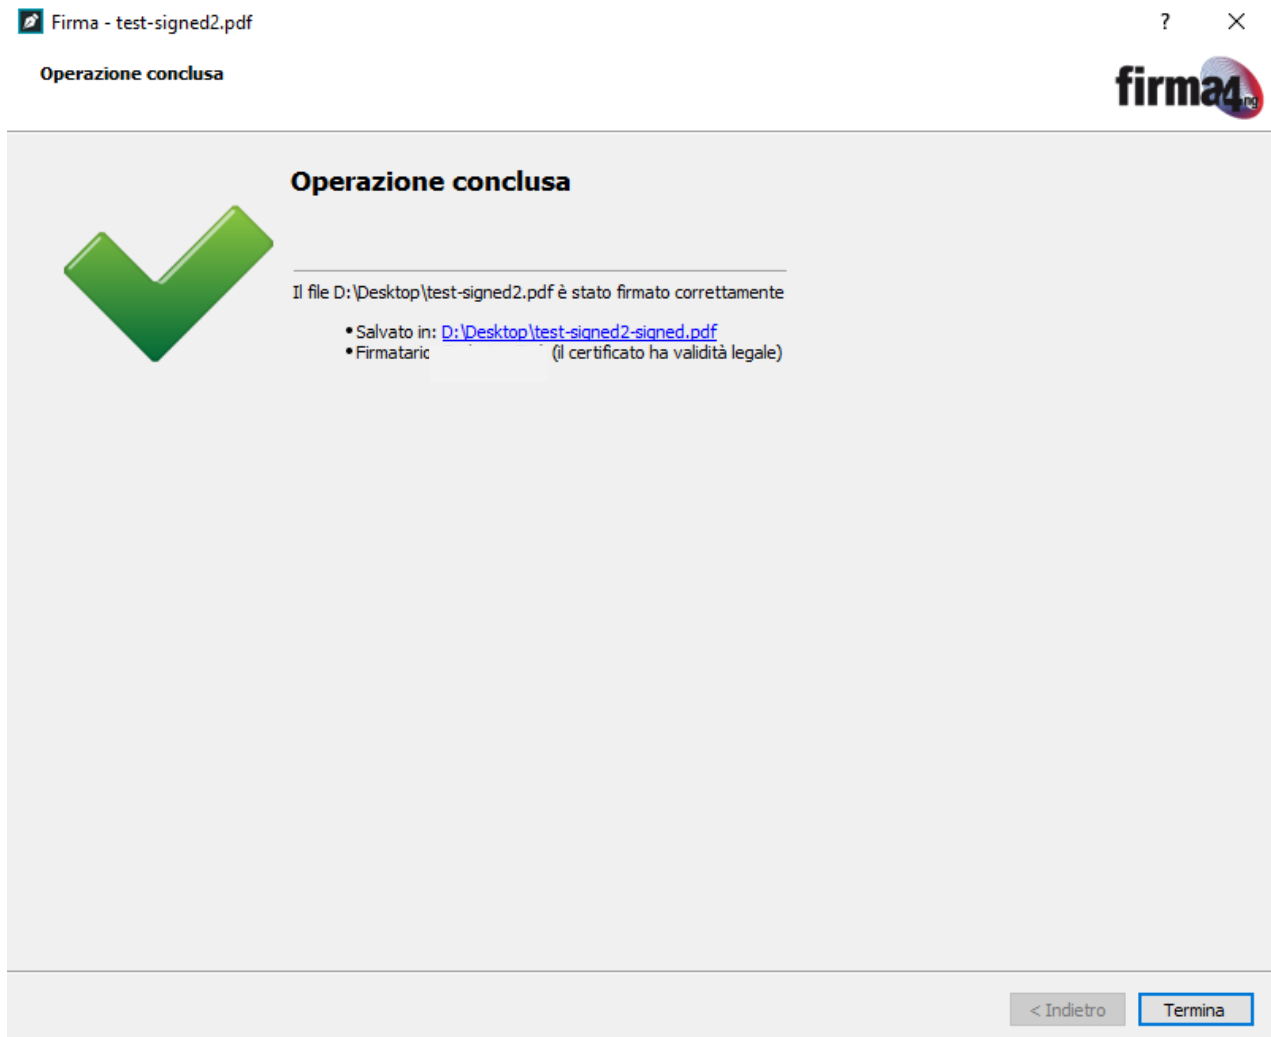 Firma - test-signed2.pdf
Operazione conclusa
firma4ng
Operazione conclusa
Il file D:\Desktop\test-signed2.pdf è stato firmato correttamente
• Salvato in: D:\Desktop\test-signed2-signed.pdf
• Firmatario (il certificato ha validità legale)
< Indietro
Termina